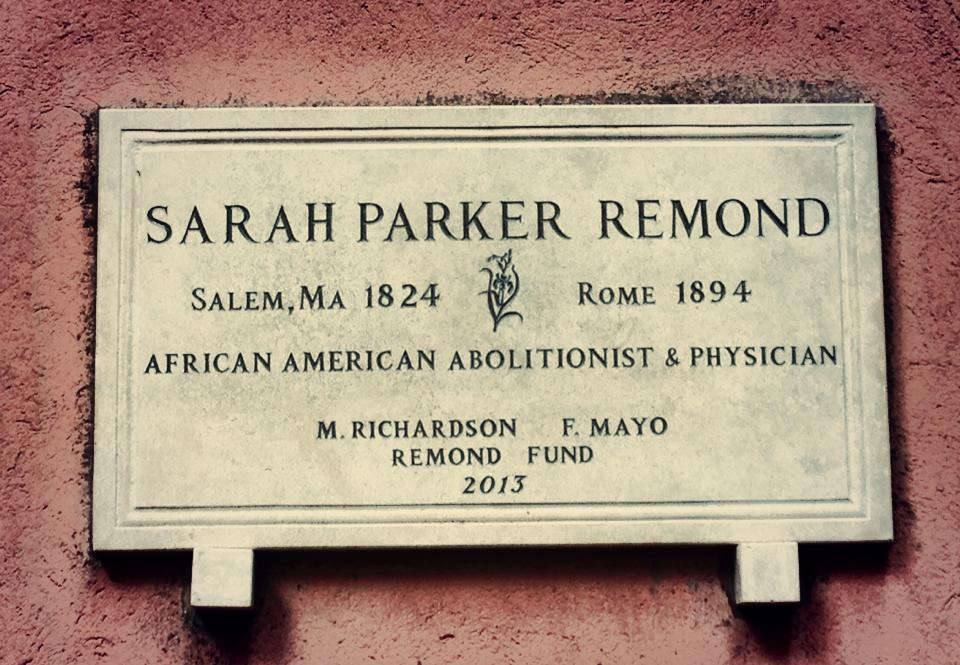 SARAH PARKER REMOND
SALEM, MA 1824 ROME 1894
AFRICAN AMERICAN ABOLITIONIST & PHYSICIAN
M. RICHARDSON F. MAYO
REMOND FUND
2013